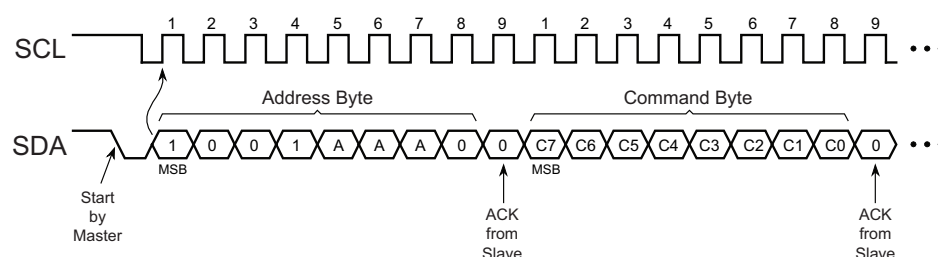 1 2 3 4 5 6 7 8 9 1 2 3 4 5 6 7 8 9
SCL
Address Byte Command Byte
SDA 1 0 0 1 A A A 0 0 C7 C6 C5 C4 C3 C2 C1 C0 0
MSB MSB
Start
by
Master
ACK
from
Slave
ACK
from
Slave